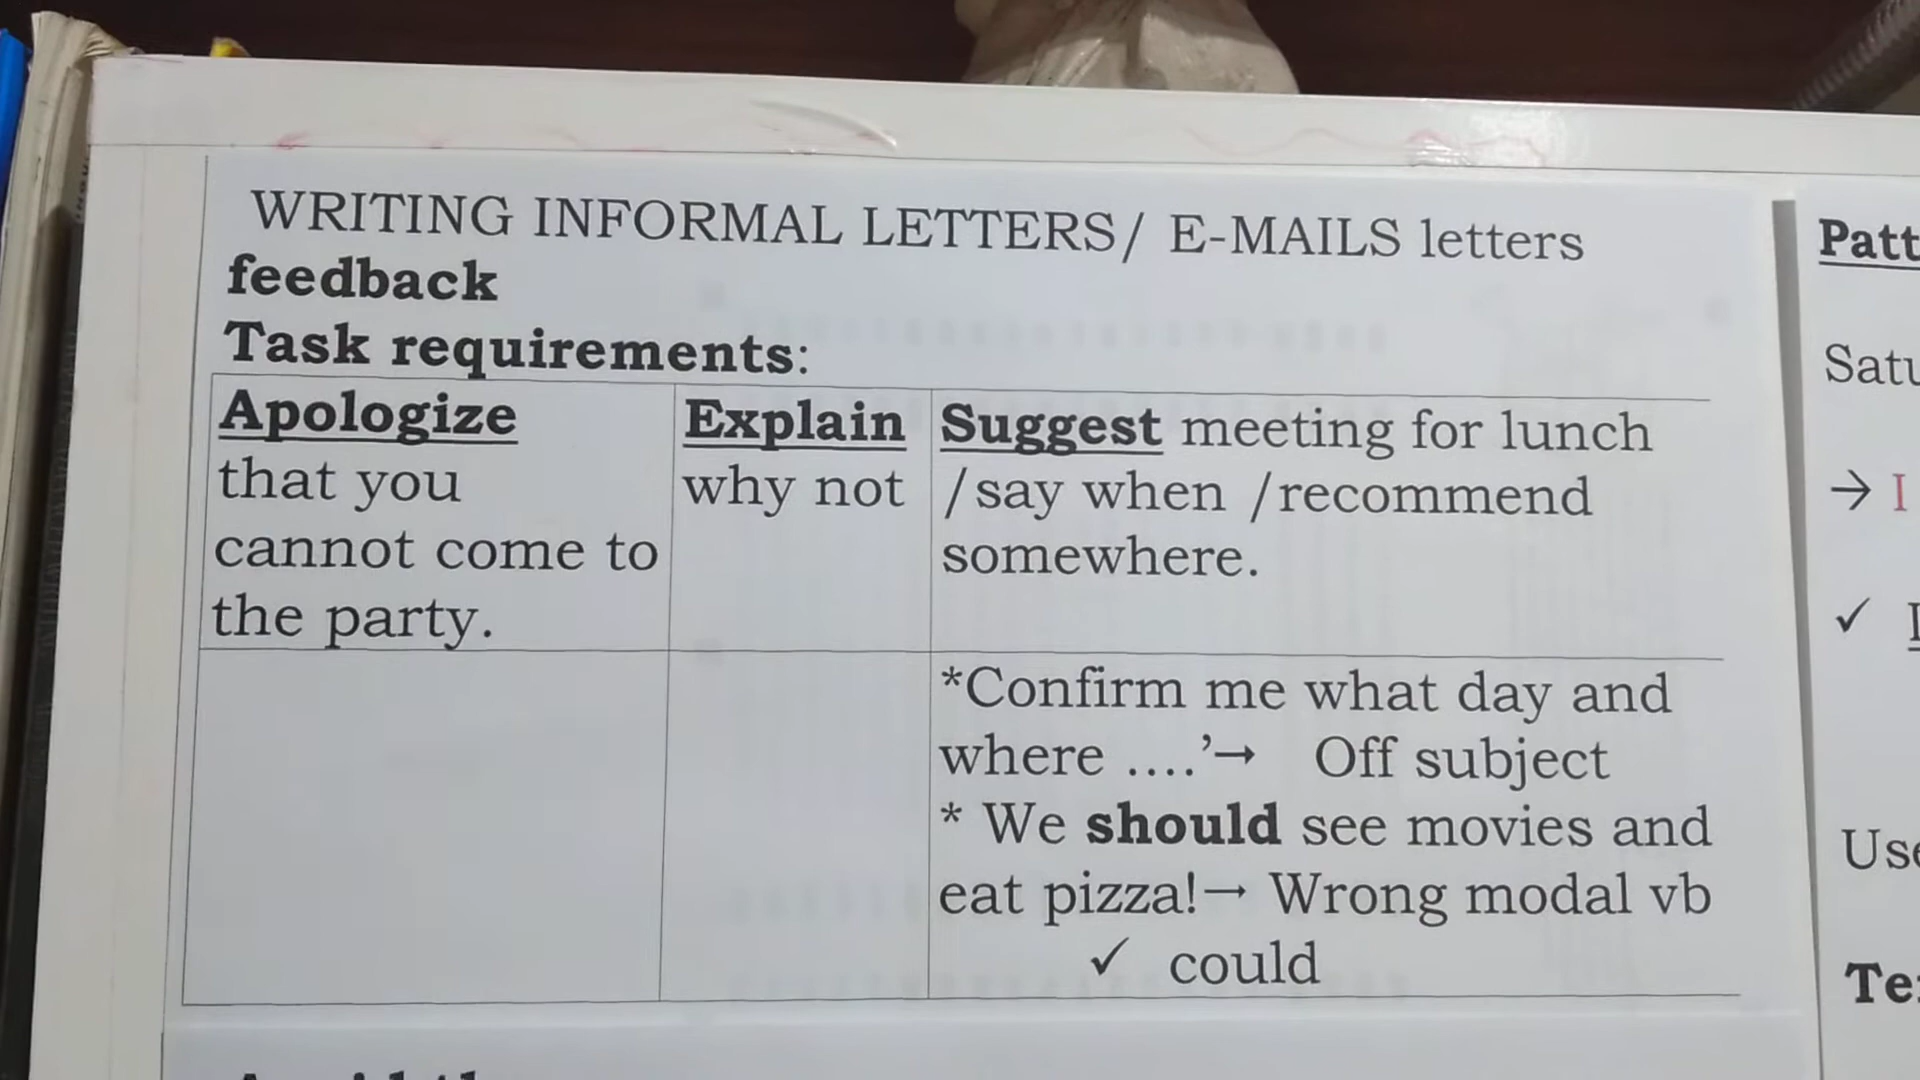 WRITING INFORMAL LETTERS/ E-MAILS letters
feedback
Task requirements:
Apologize
that you
cannot come to
the party.
Explain
why not
Suggest meeting for lunch
/say when /recommend
somewhere.
*Confirm me what day and
where ....’→ Off subject
* We should see movies and
eat pizza!→ Wrong modal vb
✓ could
Patt
Satu
→ I
✓
Use